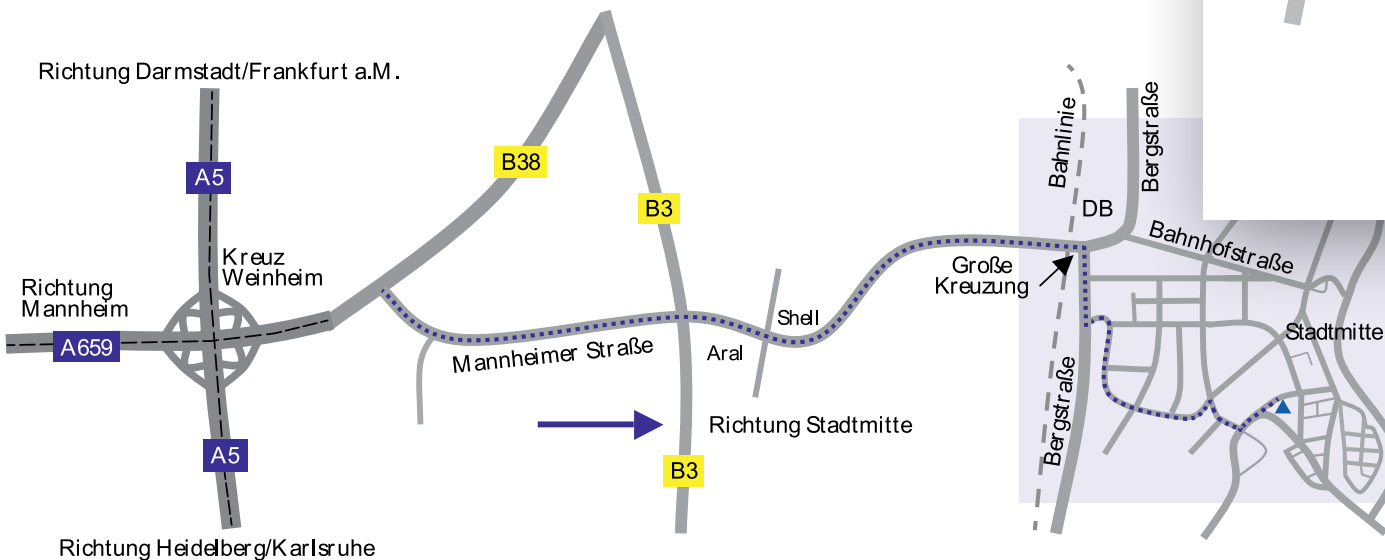 Richtung Darmstadt/Frankfurt a.M.
A5
Kreuz
Weinheim
Richtung
Mannheim
A659
A5
Richtung Heidelberg/Karlsruhe
B38
B3
Mannheimer Straße
Aral
Shell
Richtung Stadtmitte
B3
Bahnlinie
Bergstraße
DB
Bahnhofstraße
Große
Kreuzung
Stadtmitte
Bergstraße